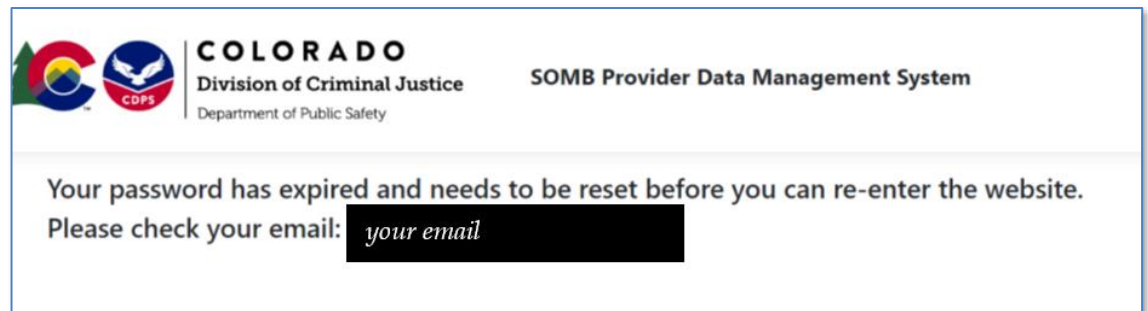 COLORADO
Division of Criminal Justice
Department of Public Safety
CDPS
SOMB Provider Data Management System
Your password has expired and needs to be reset before you can re-enter the website.
Please check your email: your email